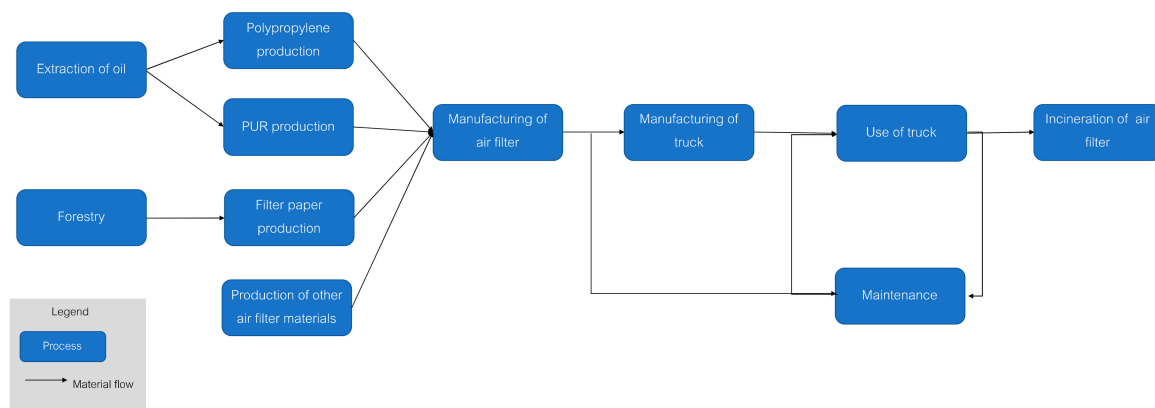 Polypropylene
production
Extraction of oil
PUR production
Manufacturing of
air filter
Manufacturing of
truck
Use of truck
Incineration of air
filter
Forestry
Filter paper
production
Production of other
air filter materials
Maintenance
Legend
Process
Material flow